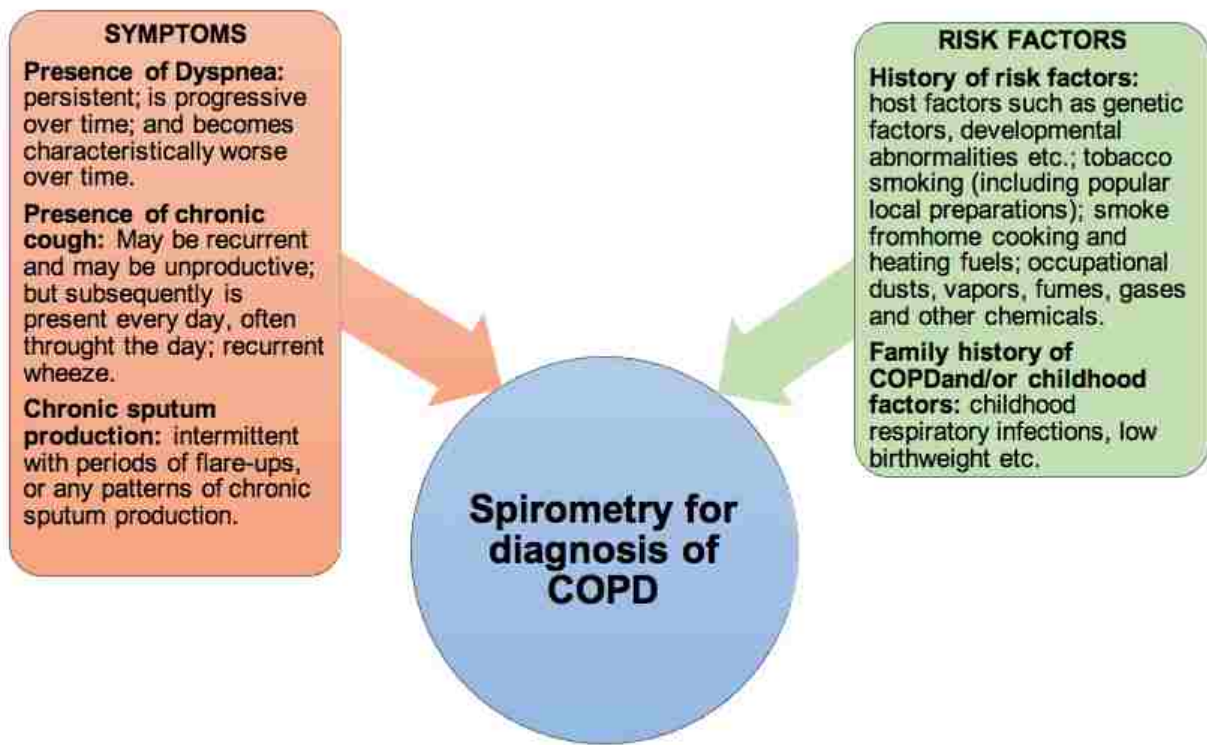 SYMPTOMS
Presence of Dyspnea:
persistent; is progressive
over time; and becomes
characteristically worse
over time.
Presence of chronic
cough: May be recurrent
and may be unproductive;
but subsequently is
present every day, often
throught the day; recurrent
wheeze.
Chronic sputum
production: intermittent
with periods of flare-ups,
or any patterns of chronic
sputum production.
RISK FACTORS
History of risk factors:
host factors such as genetic
factors, developmental
abnormalities etc.; tobacco
smoking (including popular
local preparations); smoke
fromhome cooking and
heating fuels; occupational
dusts, vapors, fumes, gases
and other chemicals.
Family history of
COPDand/or childhood
factors: childhood
respiratory infections, low
birthweight etc.
Spirometry for
diagnosis of
COPD